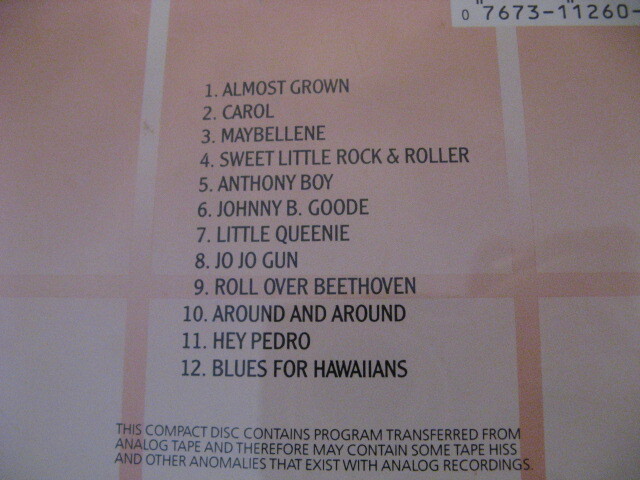 0 "7673-1"1260-
1. ALMOST GROWN
2. CAROL
3. MAYBELLENE
4. SWEET LITTLE ROCK & ROLLER
5. ANTHONY BOY
6. JOHNNY B. GOODE
7. LITTLE QUEENIE
8. JO JO GUN
9. ROLL OVER BEETHOVEN
10. AROUND AND AROUND
11. HEY PEDRO
12. BLUES FOR HAWAIIANS
THIS COMPACT DISC CONTAINS PROGRAM TRANSFERRED FROM
ANALOG TAPE AND THEREFORE MAY CONTAIN SOME TAPE HISS
AND OTHER ANOMALIES THAT EXIST WITH ANALOG RECORDINGS.